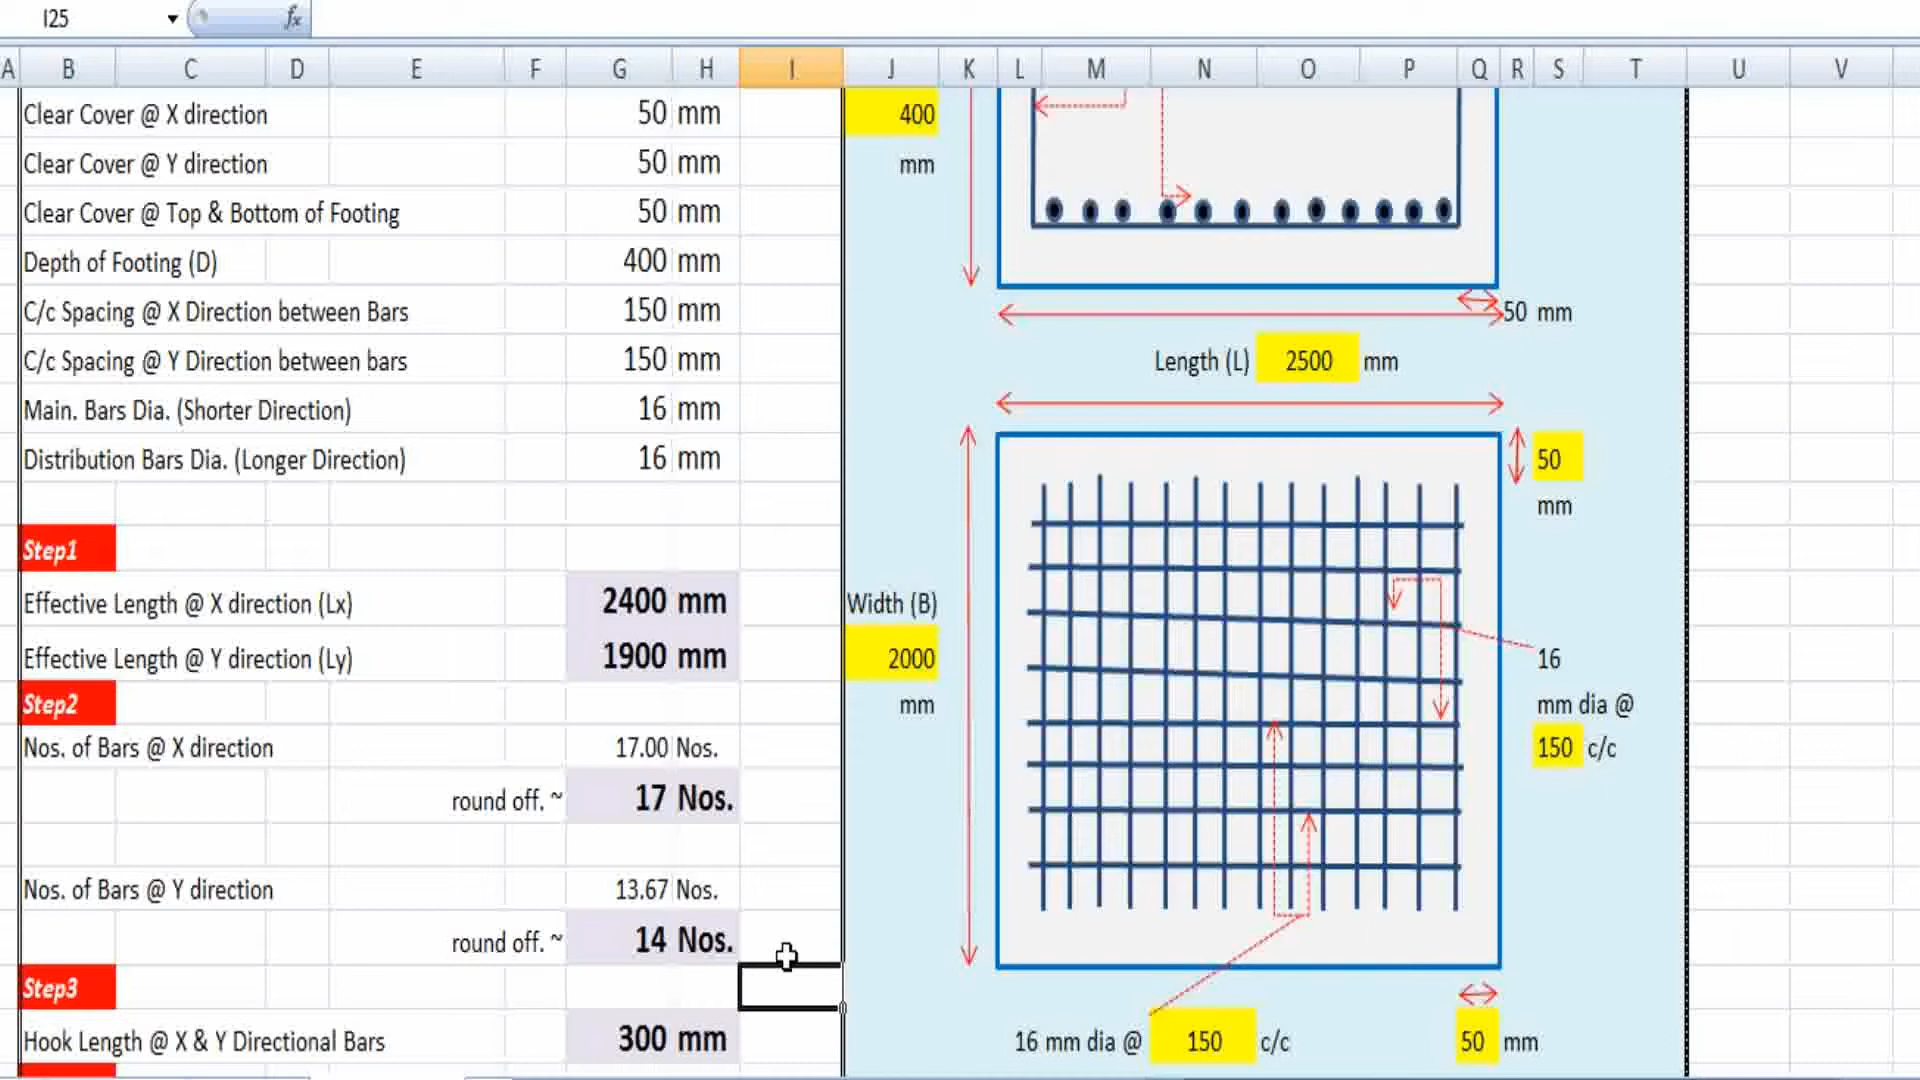 I25 fx
A B C D E F G H I J K L M N O P Q R S T U V
Clear Cover @ X direction 50 mm
Clear Cover @ Y direction 50 mm
Clear Cover @ Top & Bottom of Footing 50 mm
Depth of Footing (D) 400 mm
C/c Spacing @ X Direction between Bars 150 mm
C/c Spacing @ Y Direction between bars 150 mm
Main. Bars Dia. (Shorter Direction) 16 mm
Distribution Bars Dia. (Longer Direction) 16 mm
Step1
Effective Length @ X direction (Lx) 2400 mm
Effective Length @ Y direction (Ly) 1900 mm
Step2
Nos. of Bars @ X direction 17.00 Nos.
round off. ~ 17 Nos.
Nos. of Bars @ Y direction 13.67 Nos.
round off. ~ 14 Nos.
Step3
Hook Length @ X & Y Directional Bars 300 mm
400
mm
50 mm
Length (L) 2500 mm
50
mm
Width (B)
2000
mm
16
mm dia @
150 c/c
16 mm dia @ 150 c/c
50 mm